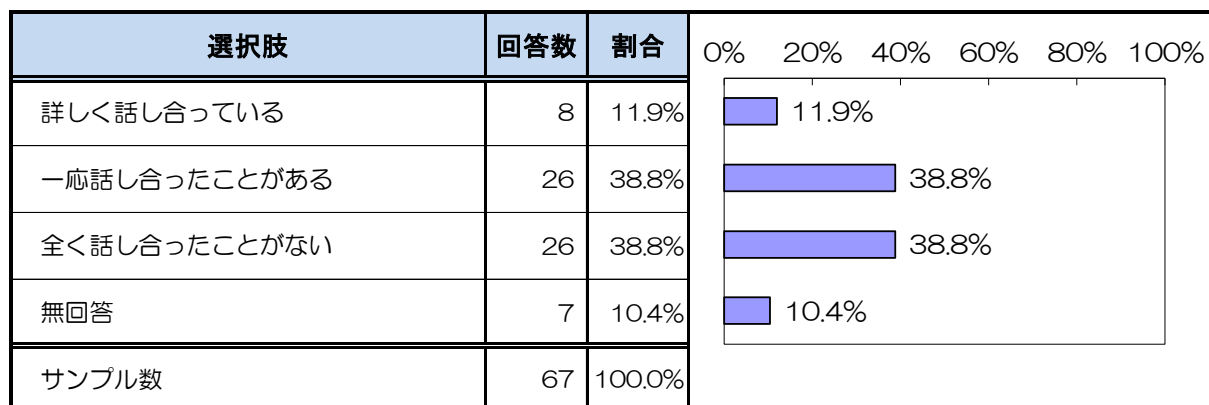 選択肢 回答数 割合 0% 20% 40% 60% 80% 100%
詳しく話し合っている 8 11.9% 11.9%
一応話し合ったことがある 26 38.8% 38.8%
全く話し合ったことがない 26 38.8% 38.8%
無回答 7 10.4% 10.4%
サンプル数 67 100.0%